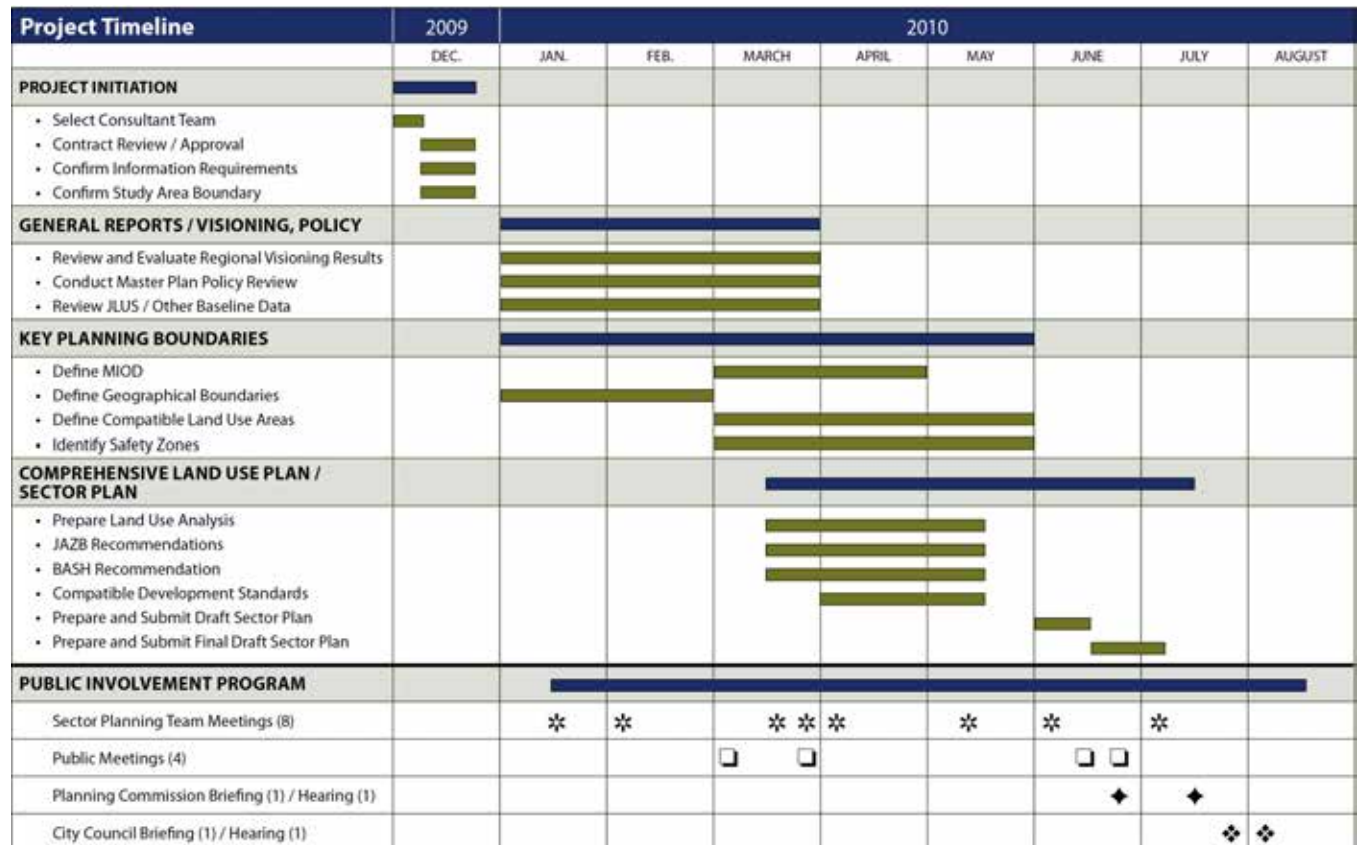 Project Timeline 2009 2010
DEC. JAN. FEB. MARCH APRIL MAY JUNE JULY AUGUST
PROJECT INITIATION
• Select Consultant Team
• Contract Review / Approval
• Confirm Information Requirements
• Confirm Study Area Boundary
GENERAL REPORTS / VISIONING, POLICY
• Review and Evaluate Regional Visioning Results
• Conduct Master Plan Policy Review
• Review JLUS / Other Baseline Data
KEY PLANNING BOUNDARIES
• Define MIOD
• Define Geographical Boundaries
• Define Compatible Land Use Areas
• Identify Safety Zones
COMPREHENSIVE LAND USE PLAN /
SECTOR PLAN
• Prepare Land Use Analysis
• JAZB Recommendations
• BASH Recommendation
• Compatible Development Standards
• Prepare and Submit Draft Sector Plan
• Prepare and Submit Final Draft Sector Plan
PUBLIC INVOLVEMENT PROGRAM
Sector Planning Team Meetings (8)
Public Meetings (4)
Planning Commission Briefing (1) / Hearing (1)
City Council Briefing (1) / Hearing (1)